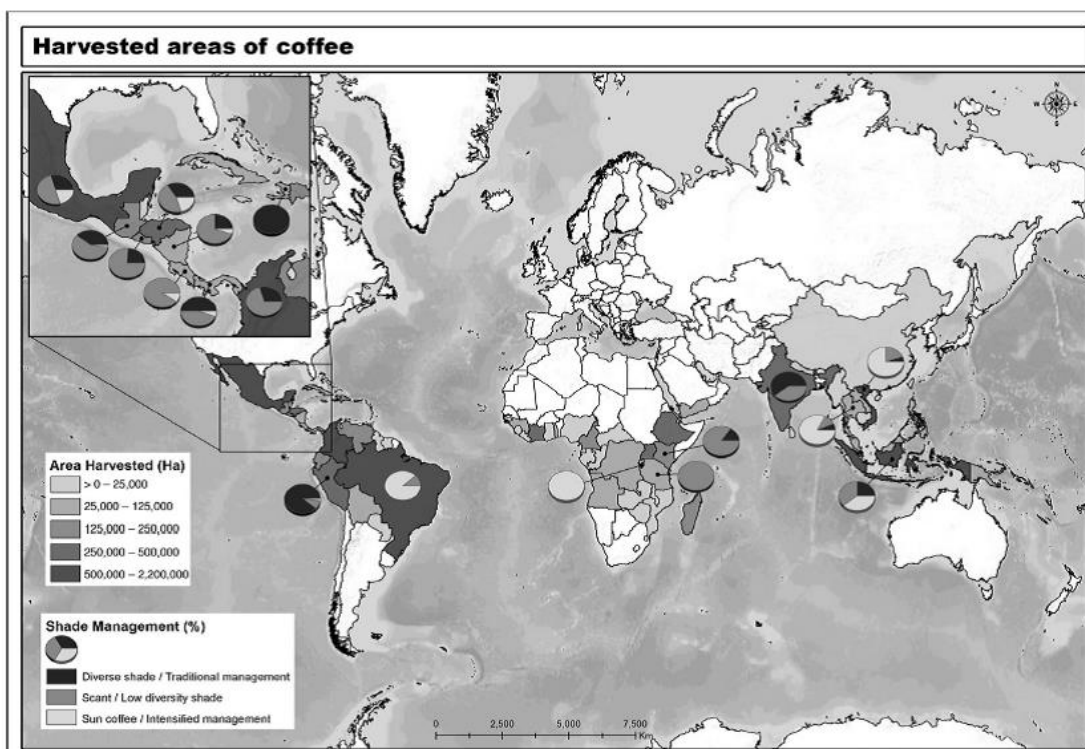 Harvested areas of coffee
N
W
E
S
Area Harvested (Ha)
> 0 – 25,000
25,000 – 125,000
125,000 – 250,000
250,000 – 500,000
500,000 – 2,200,000
Shade Management (%)
Diverse shade / Traditional management
Scant / Low diversity shade
Sun coffee / Intensified management
0 2,500 5,000 7,500
Km